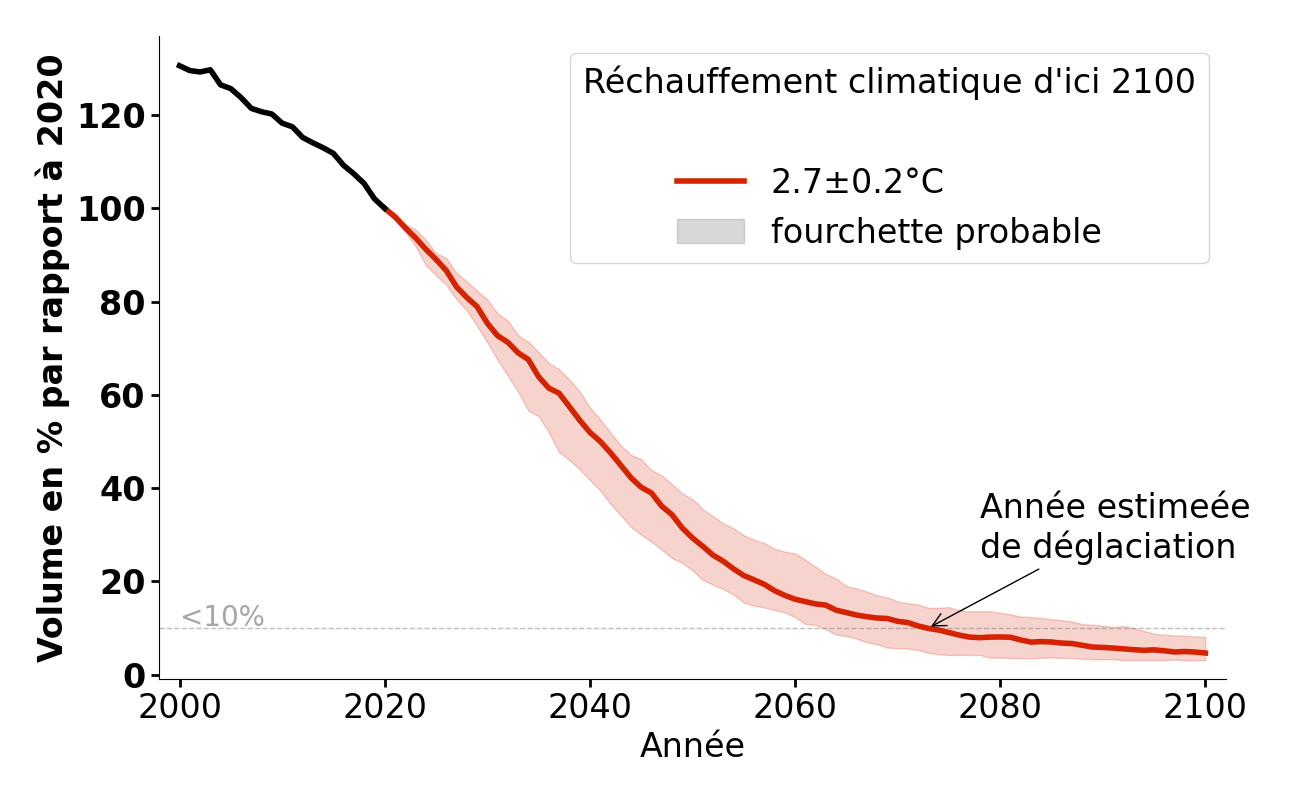 Volume en % par rapport à 2020
120
100
80
60
40
20
0
Réchauffement climatique d'ici 2100
2.7±0.2°C
fourchette probable
Année estimeée
de déglaciation
<10%
2000 2020 2040 2060 2080 2100
Année